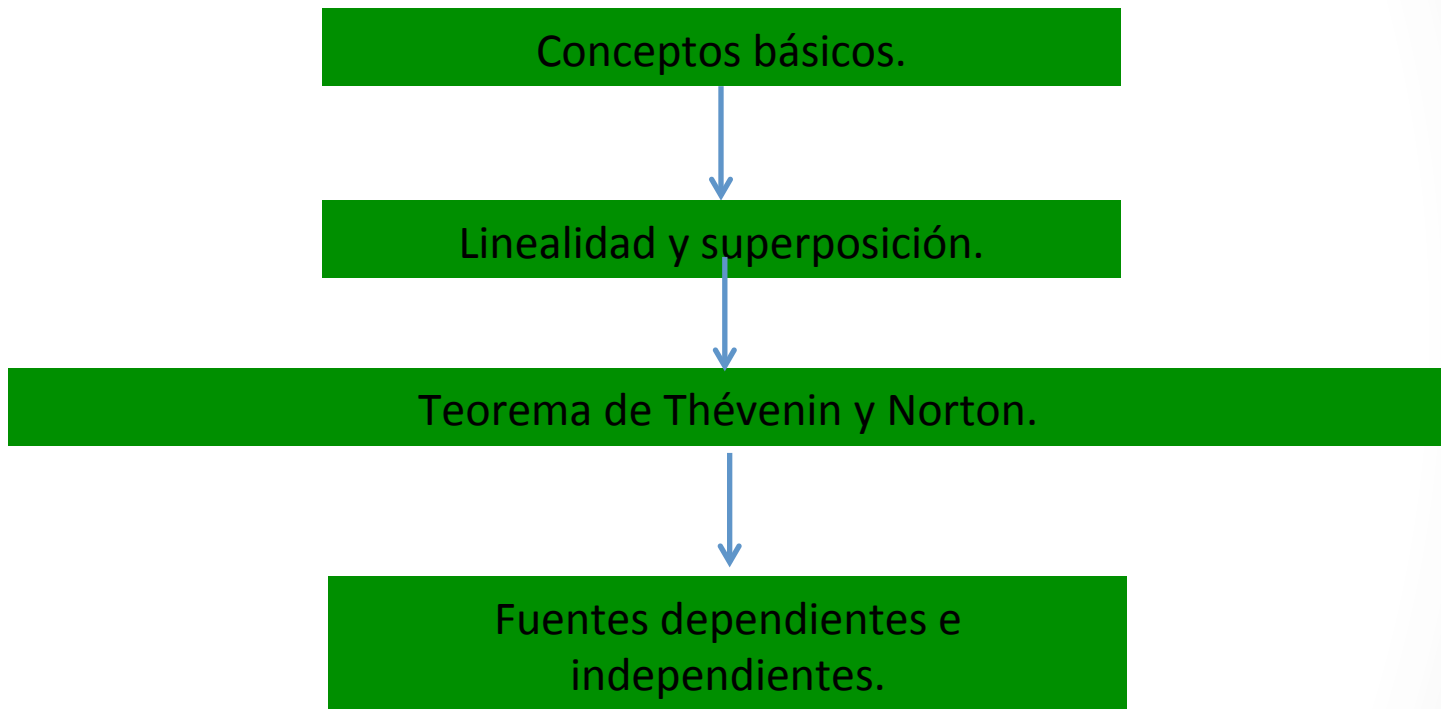 Conceptos básicos.
Linealidad y superposición.
Teorema de Thévenin y Norton.
Fuentes dependientes e
independientes.